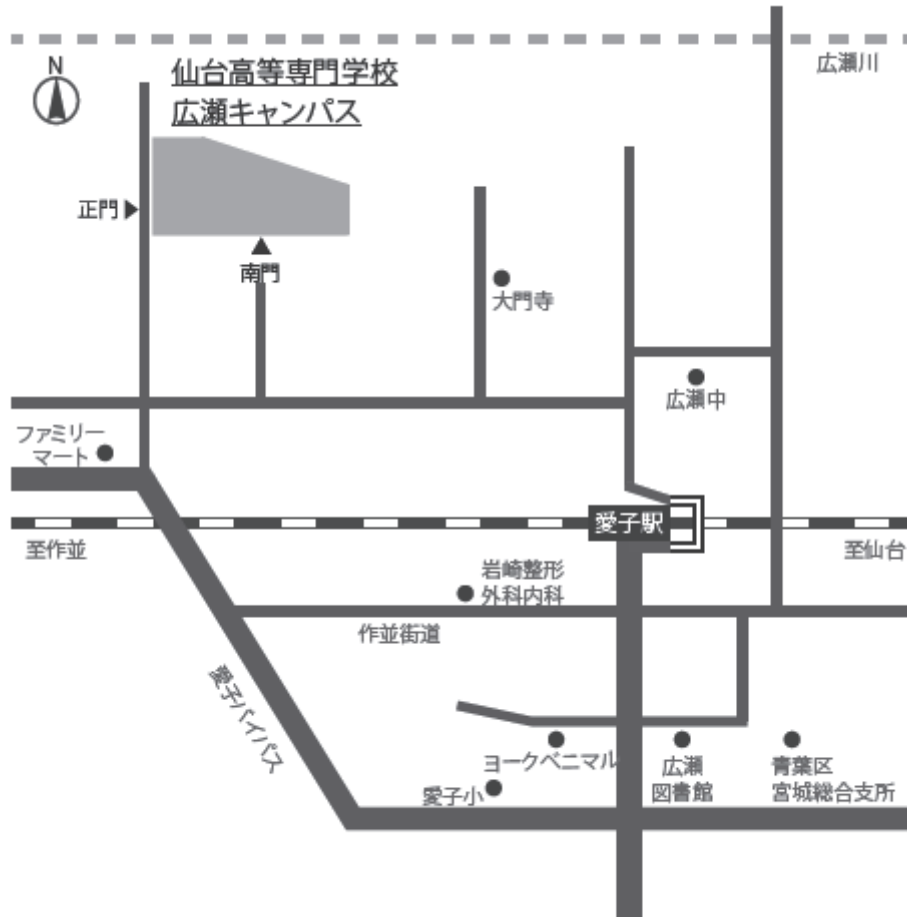 広瀬川
N
仙台高等専門学校
広瀬キャンパス
正門
南門
大門寺
広瀬中
ファミリー
マート
愛子駅
至作並
至仙台
岩崎整形
外科内科
作並街道
愛子バイパス
ヨークベニマル
愛子小
広瀬
図書館
青葉区
宮城総合支所